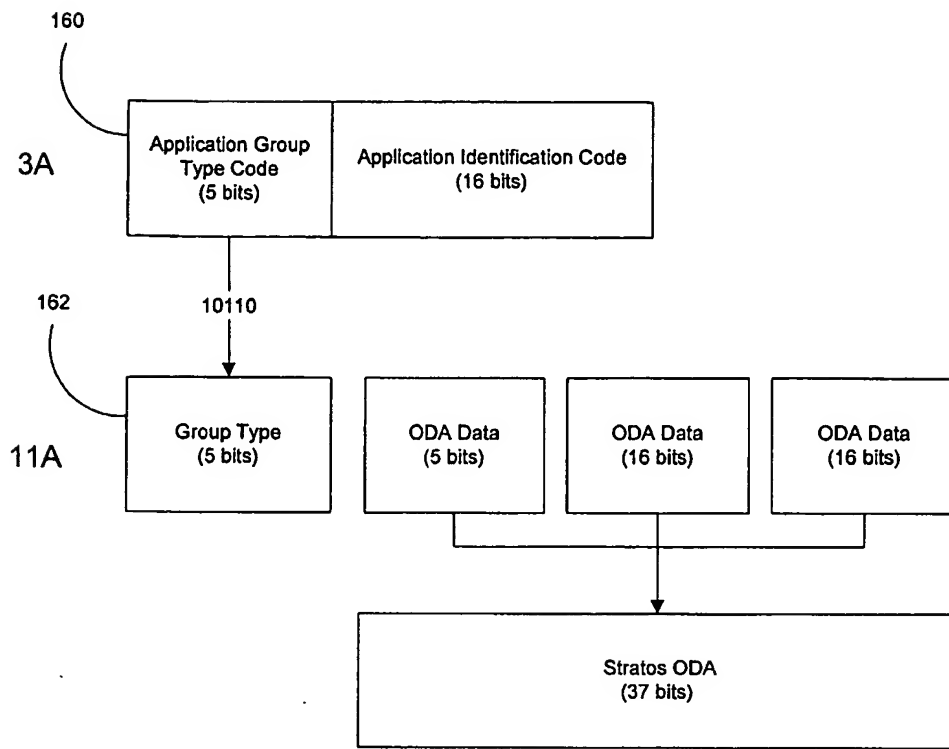 160
3A
Application Group
Type Code
(5 bits)
Application Identification Code
(16 bits)
10110
162
11A
Group Type
(5 bits)
ODA Data
(5 bits)
ODA Data
(16 bits)
ODA Data
(16 bits)
Stratos ODA
(37 bits)